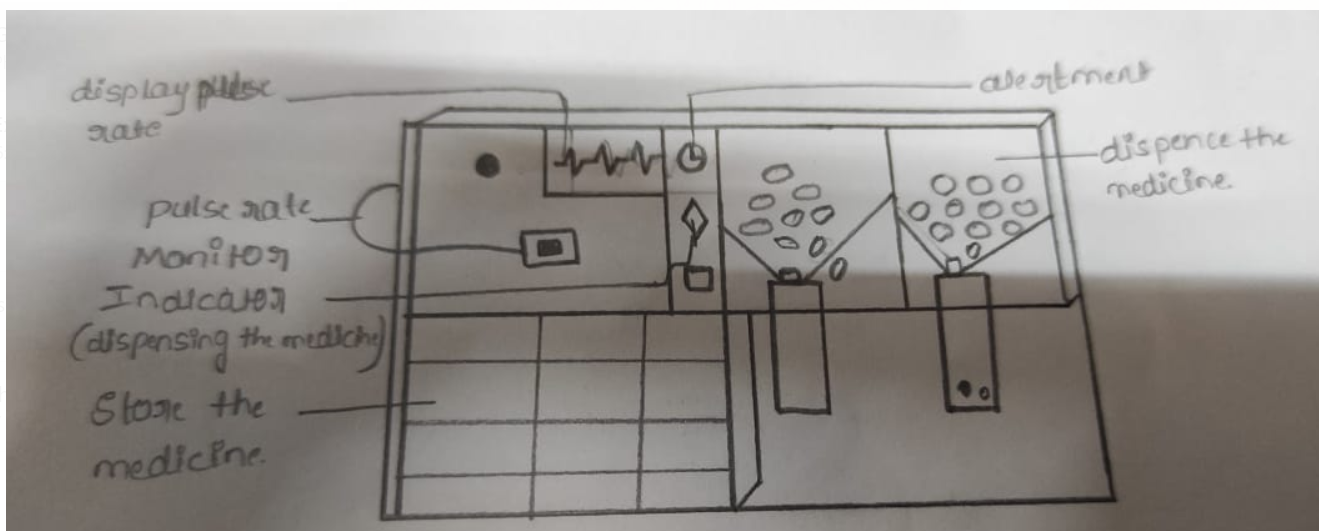 display pulse
rate
alertment
dispence the
medicine.
pulse rate
Monitor
Indicator
(dispensing the medicine)
Store the
medicine.